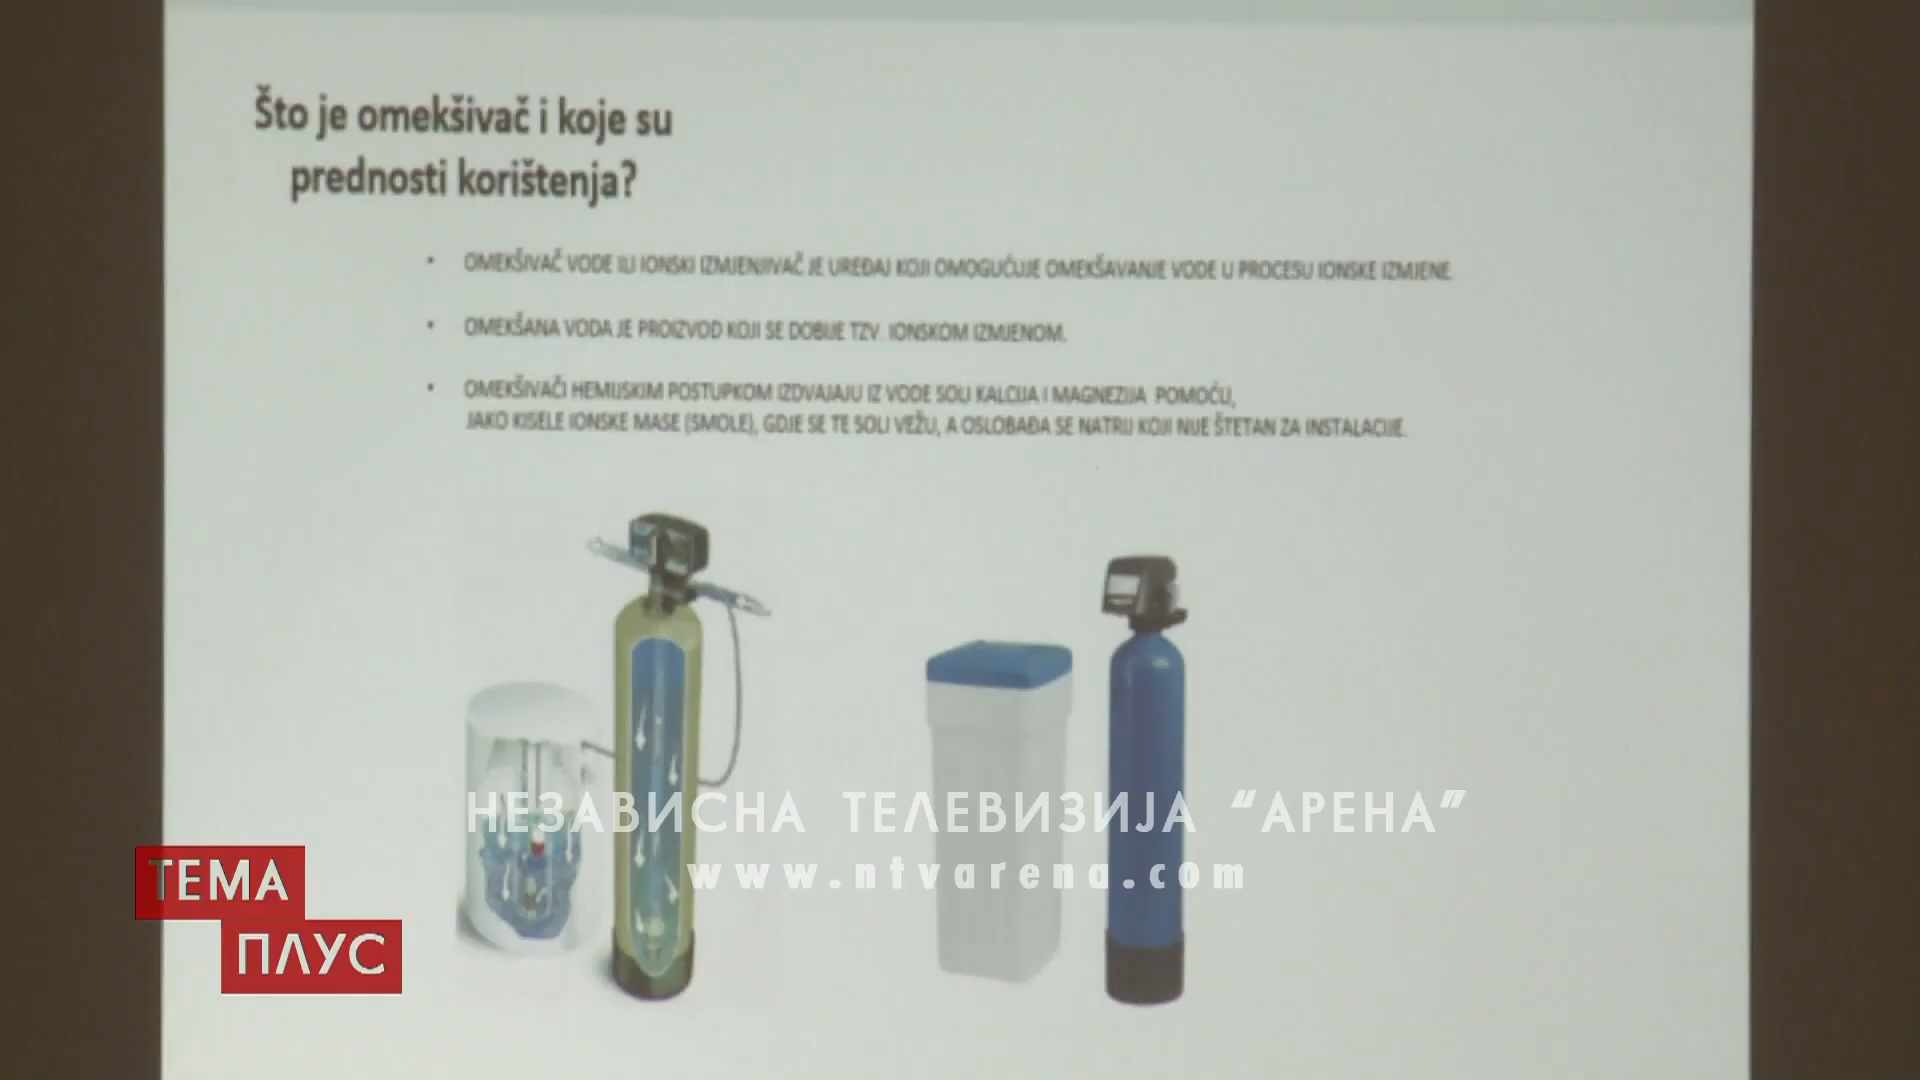 Što je omekšivač i koje su
prednosti korištenja?
• OMEKŠIVAČ VODE ILI IONSKI IZMJENJIVAČ JE UREĐAJ KOJI OMOGUĆUJE OMEKŠAVANJE VODE U PROCESU IONSKE IZMJENE.
• OMEKŠANA VODA JE PROIZVOD KOJI SE DOBIJE TZV. IONSKOM IZMJENOM.
• OMEKŠIVAČI HEMIJSKIM POSTUPKOM IZDVAJAJU IZ VODE SOLI KALCIJA I MAGNEZIJA POMOĆU,
JAKO KISELE IONSKE MASE (SMOLE), GDJE SE TE SOLI VEŽU, A OSLOBAĐA SE NATRIJ KOJI NIJE ŠTETAN ZA INSTALACIJE.
НЕЗАВИСНА ТЕЛЕВИЗИЈА “АРЕНА”
www.ntvarena.com
ТЕМА
ПЛУС